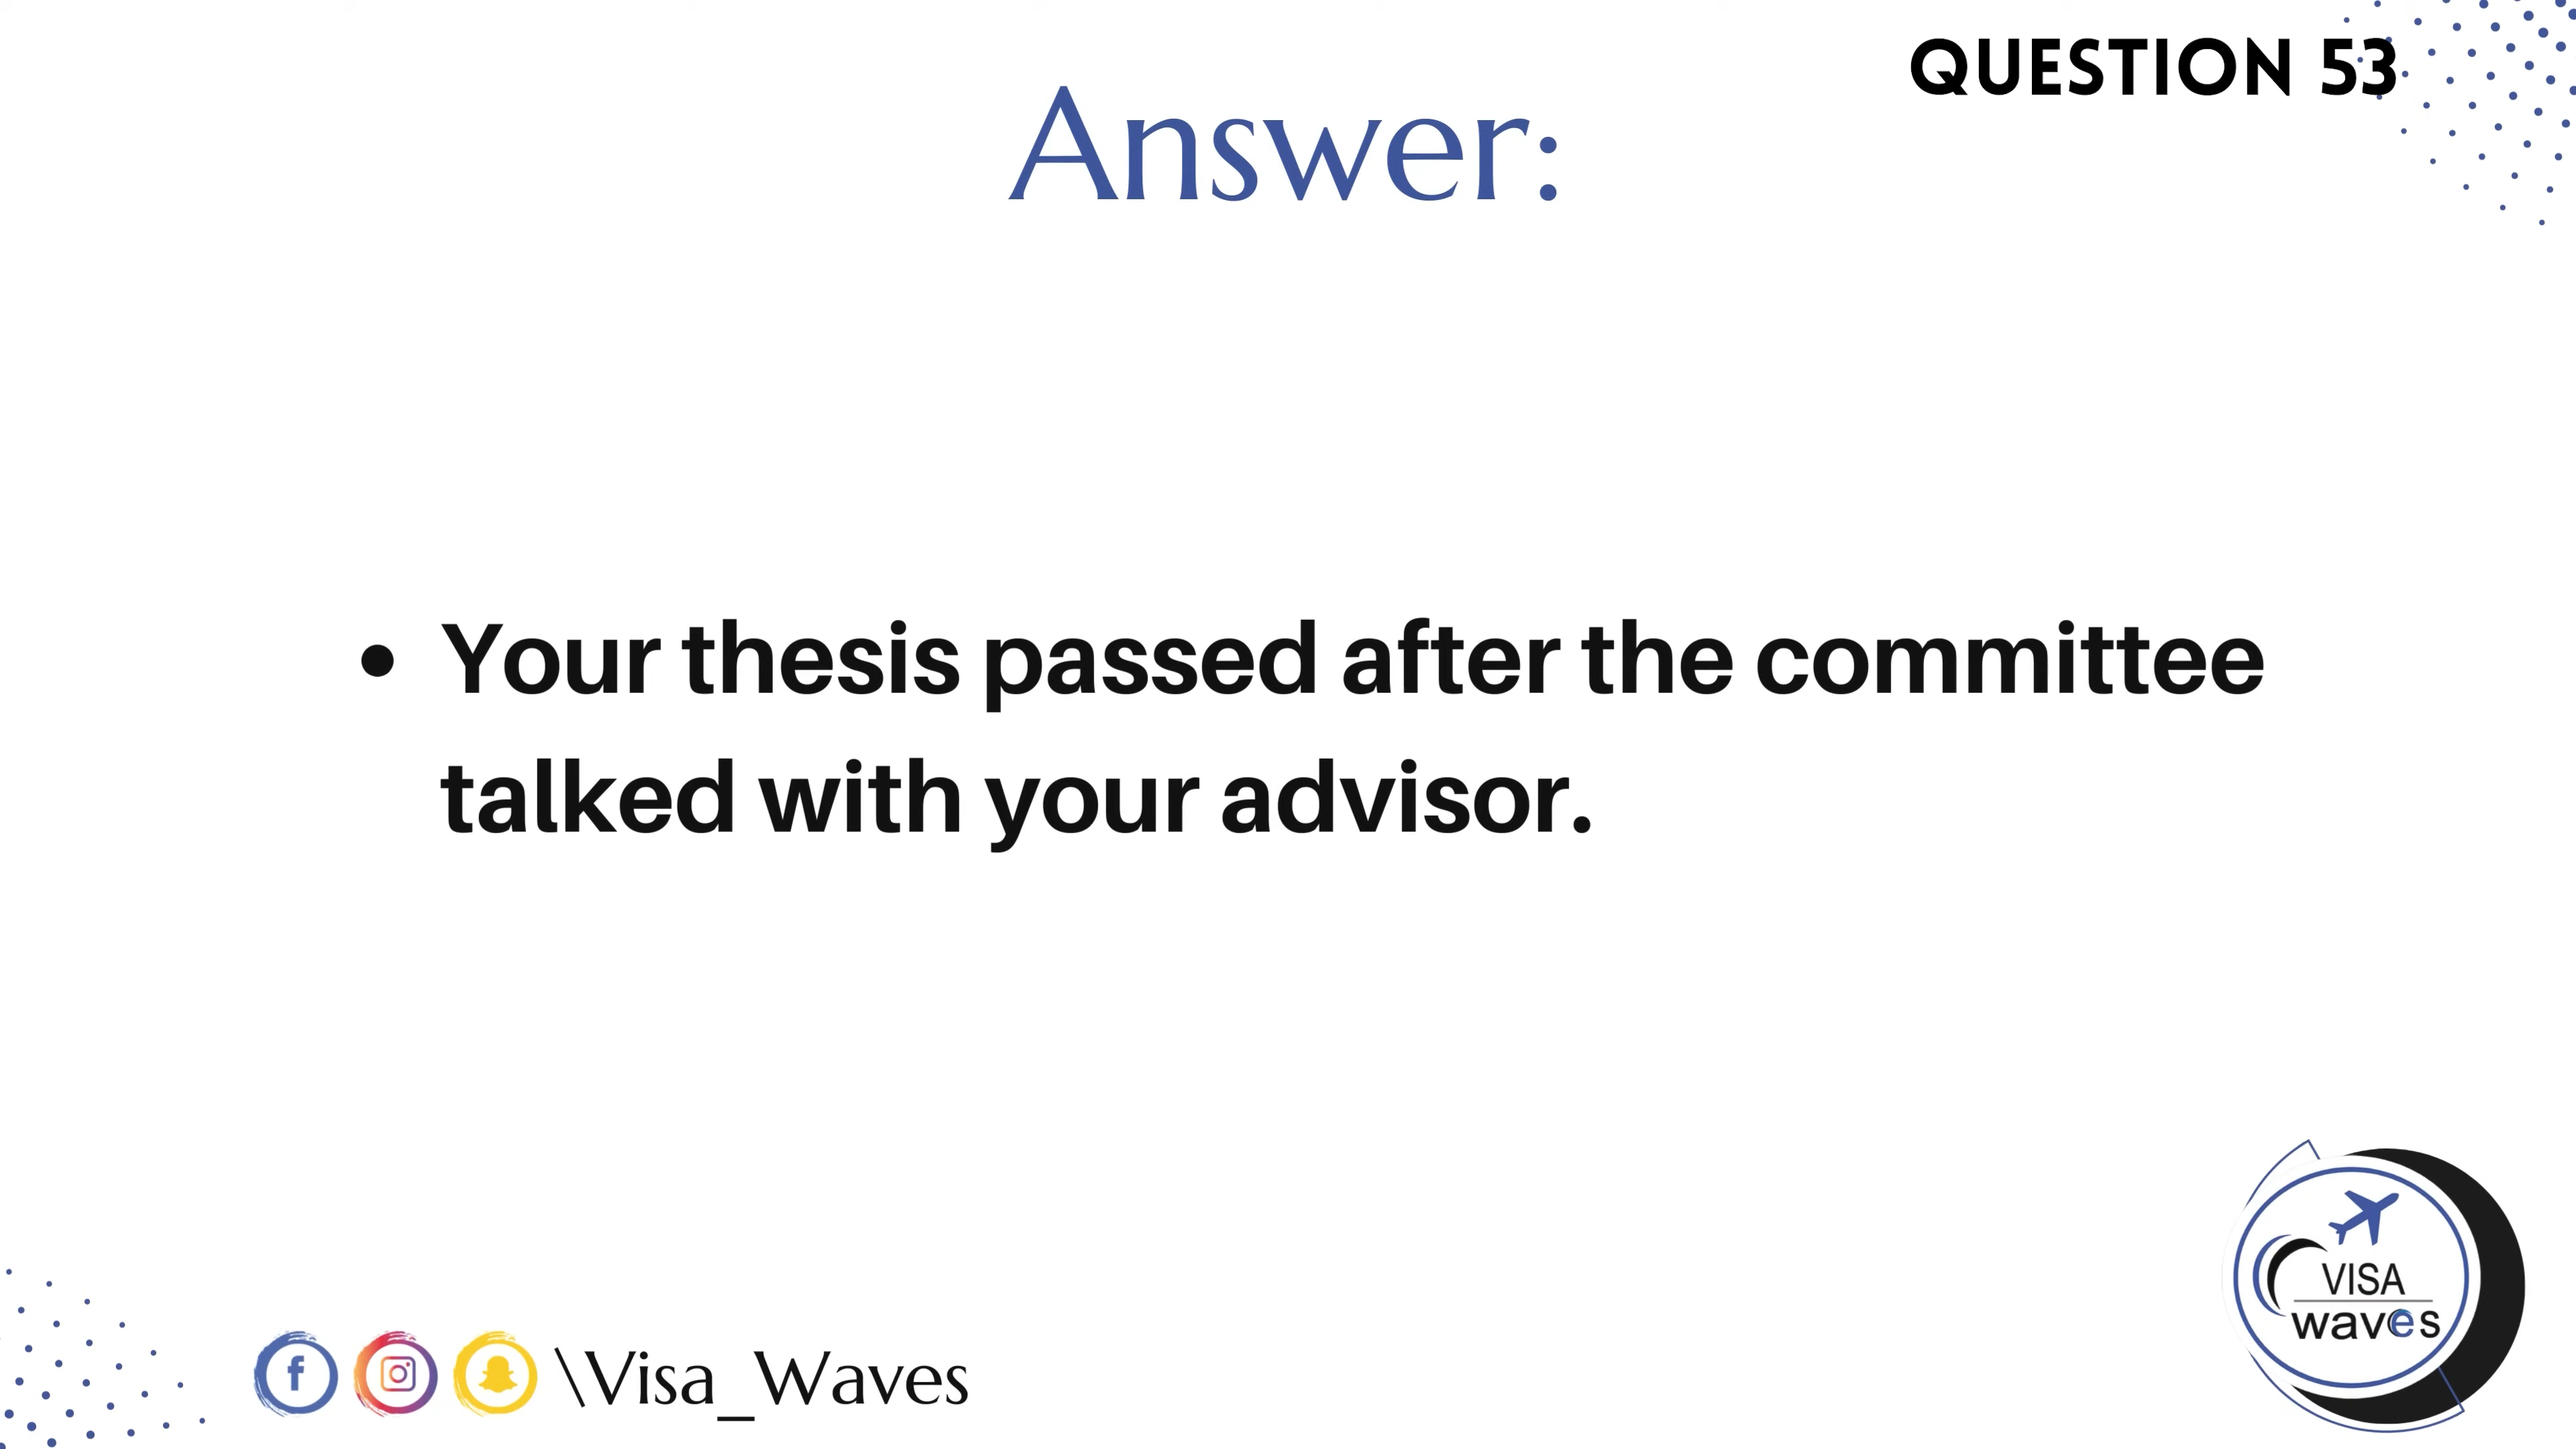 QUESTION 53
Answer:
• Your thesis passed after the committee
talked with your advisor.
\Visa_Waves
VISA
waves